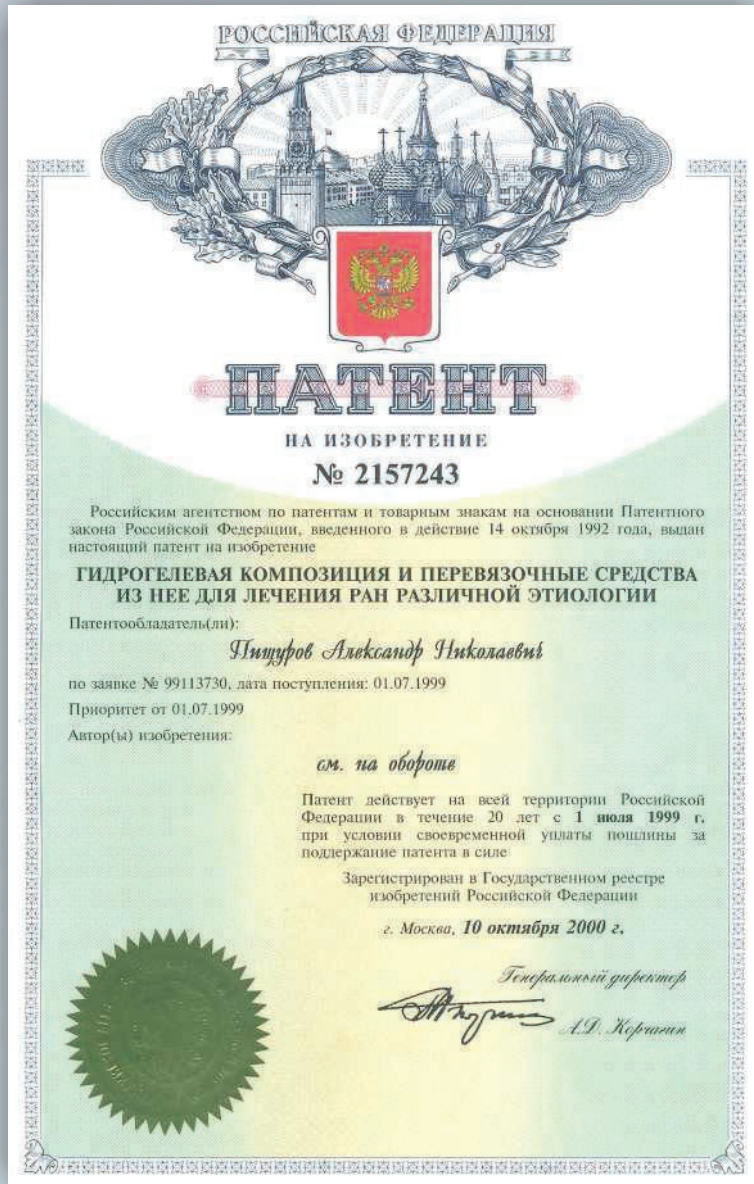 РОССИЙСКАЯ ФЕДЕРАЦИЯ
ПАТЕНТ
НА ИЗОБРЕТЕНИЕ
№ 2157243
Российским агентством по патентам и товарным знакам на основании Патентного
закона Российской Федерации, введенного в действие 14 октября 1992 года, выдан
настоящий патент на изобретение
ГИДРОГЕЛЕВАЯ КОМПОЗИЦИЯ И ПЕРЕВЯЗОЧНЫЕ СРЕДСТВА
ИЗ НЕЕ ДЛЯ ЛЕЧЕНИЯ РАН РАЗЛИЧНОЙ ЭТИОЛОГИИ
Патентообладатель(ли):
Пищуров Александр Николаевич
по заявке № 99113730, дата поступления: 01.07.1999
Приоритет от 01.07.1999
Автор(ы) изобретения:
см. на обороте
Патент действует на всей территории Российской
Федерации в течение 20 лет с 1 июля 1999 г.
при условии своевременной уплаты пошлины за
поддержание патента в силе
Зарегистрирован в Государственном реестре
изобретений Российской Федерации
г. Москва, 10 октября 2000 г.
Генеральный директор
А.Д. Корчагин